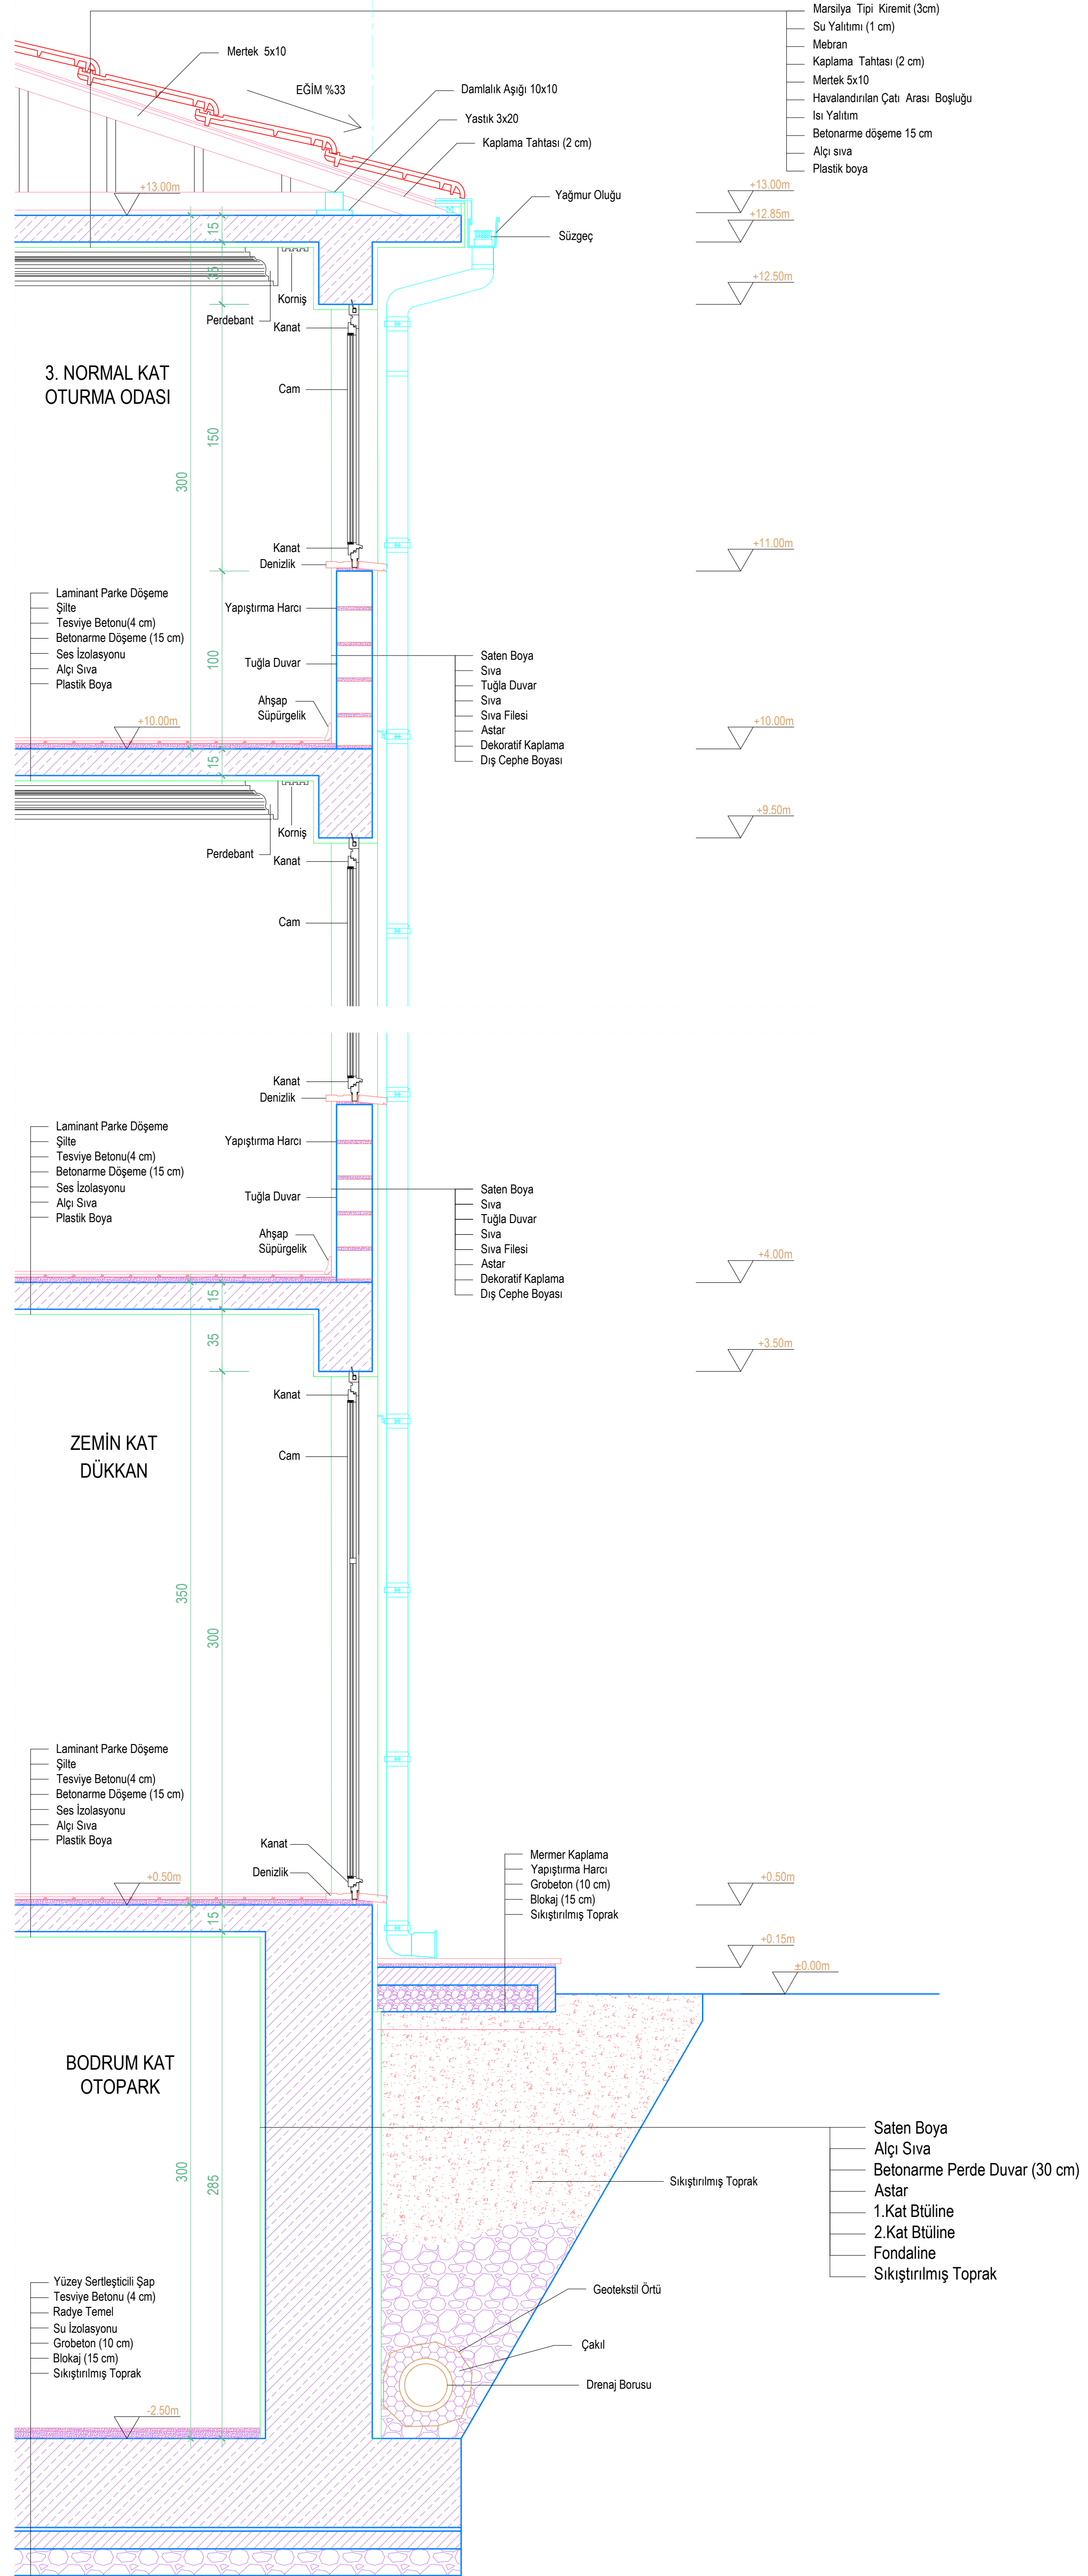 Marsilya Tipi Kiremit (3cm)
Su Yalıtımı (1 cm)
Mebran
Kaplama Tahtası (2 cm)
Mertek 5x10
Havalandırılan Çatı Arası Boşluğu
Isı Yalıtım
Betonarme döşeme 15 cm
Alçı sıva
Plastik boya
Mertek 5x10
EĞİM %33
Damlalık Aşığı 10x10
Yastık 3x20
Kaplama Tahtası (2 cm)
Yağmur Oluğu
Süzgeç
+13.00m
+13.00m
+12.85m
+12.50m
15
35
Korniş
Perdebant
Kanat
Cam
3. NORMAL KAT
OTURMA ODASI
150
300
Kanat
Denizlik
+11.00m
Laminant Parke Döşeme
Şilte
Tesviye Betonu(4 cm)
Betonarme Döşeme (15 cm)
Ses İzolasyonu
Alçı Sıva
Plastik Boya
Yapıştırma Harcı
Tuğla Duvar
Ahşap
Süpürgelik
100
Saten Boya
Sıva
Tuğla Duvar
Sıva
Sıva Filesi
Astar
Dekoratif Kaplama
Dış Cephe Boyası
+10.00m
+10.00m
15
+9.50m
Korniş
Perdebant
Kanat
Cam
Kanat
Denizlik
Laminant Parke Döşeme
Şilte
Tesviye Betonu(4 cm)
Betonarme Döşeme (15 cm)
Ses İzolasyonu
Alçı Sıva
Plastik Boya
Yapıştırma Harcı
Tuğla Duvar
Ahşap
Süpürgelik
Saten Boya
Sıva
Tuğla Duvar
Sıva
Sıva Filesi
Astar
Dekoratif Kaplama
Dış Cephe Boyası
+4.00m
15
35
+3.50m
Kanat
Cam
ZEMİN KAT
DÜKKAN
350
300
Laminant Parke Döşeme
Şilte
Tesviye Betonu(4 cm)
Betonarme Döşeme (15 cm)
Ses İzolasyonu
Alçı Sıva
Plastik Boya
Kanat
Denizlik
Mermer Kaplama
Yapıştırma Harcı
Grobeton (10 cm)
Blokaj (15 cm)
Sıkıştırılmış Toprak
+0.50m
+0.50m
15
+0.15m
±0.00m
BODRUM KAT
OTOPARK
300
285
Sıkıştırılmış Toprak
Saten Boya
Alçı Sıva
Betonarme Perde Duvar (30 cm)
Astar
1.Kat Btüline
2.Kat Btüline
Fondaline
Sıkıştırılmış Toprak
Yüzey Sertleşticili Şap
Tesviye Betonu (4 cm)
Radye Temel
Su İzolasyonu
Grobeton (10 cm)
Blokaj (15 cm)
Sıkıştırılmış Toprak
Geotekstil Örtü
Çakıl
Drenaj Borusu
-2.50m